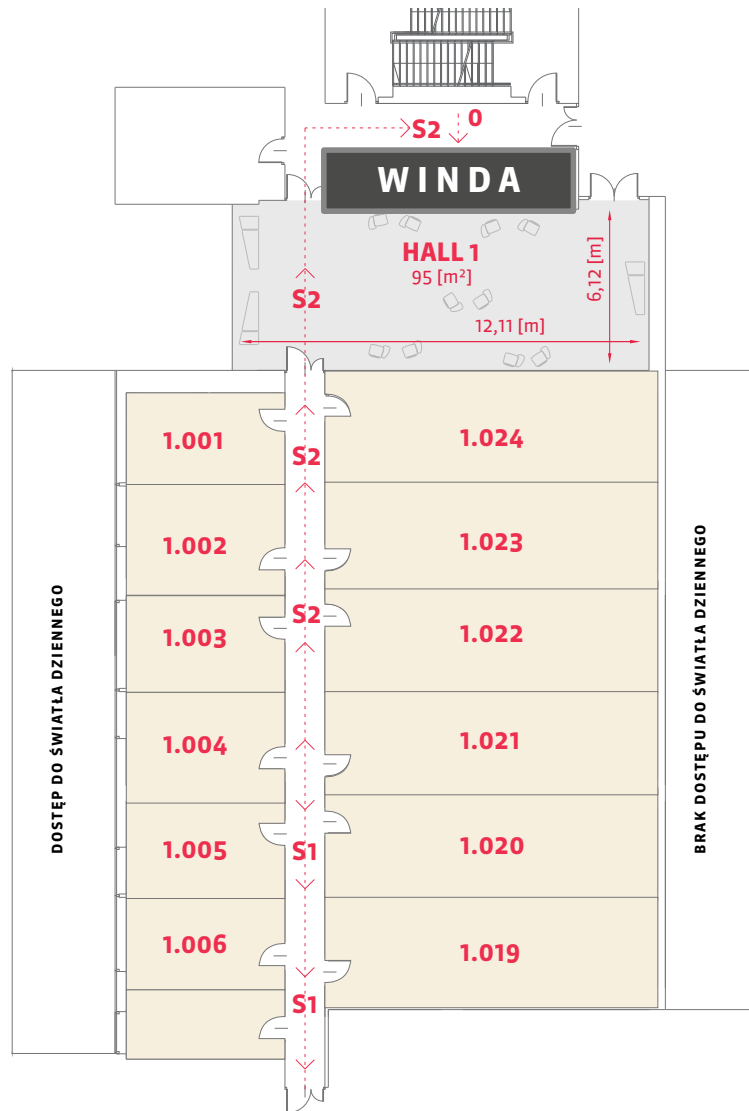 0
S2
WINDA
HALL 1
95 [m²]
6,12 [m]
S2
12,11 [m]
1.001
1.024
S2
1.002
1.023
S2
1.003
1.022
1.004
1.021
1.005
S1
1.020
1.006
1.019
S1
DOSTĘP DO ŚWIATŁA DZIENNEGO
BRAK DOSTĘPU DO ŚWIATŁA DZIENNEGO